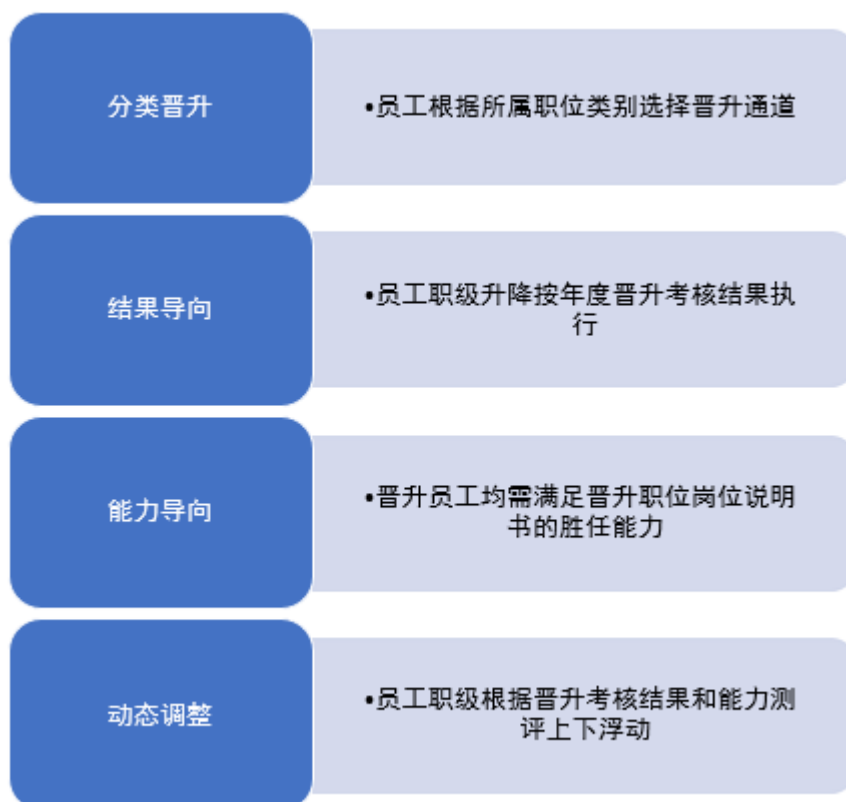 分类晋升
•员工根据所属职位类别选择晋升通道
结果导向
•员工职级升降按年度晋升考核结果执
行
能力导向
•晋升员工均需满足晋升职位岗位说明
书的胜任能力
动态调整
•员工职级根据晋升考核结果和能力测
评上下浮动